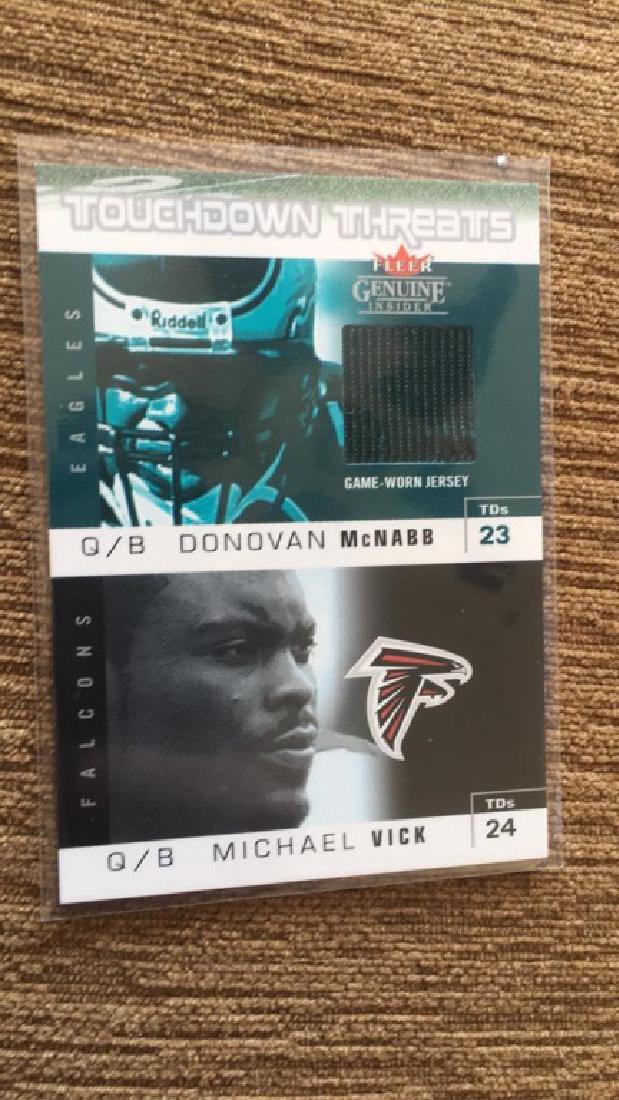 TOUCHDOWN THREATS
FLEER
GENUINE
INSIDER
Riddell
EAGLES
GAME-WORN JERSEY
TDs
23
Q/B DONOVAN McNABB
FALCONS
TDs
24
Q/B MICHAEL VICK